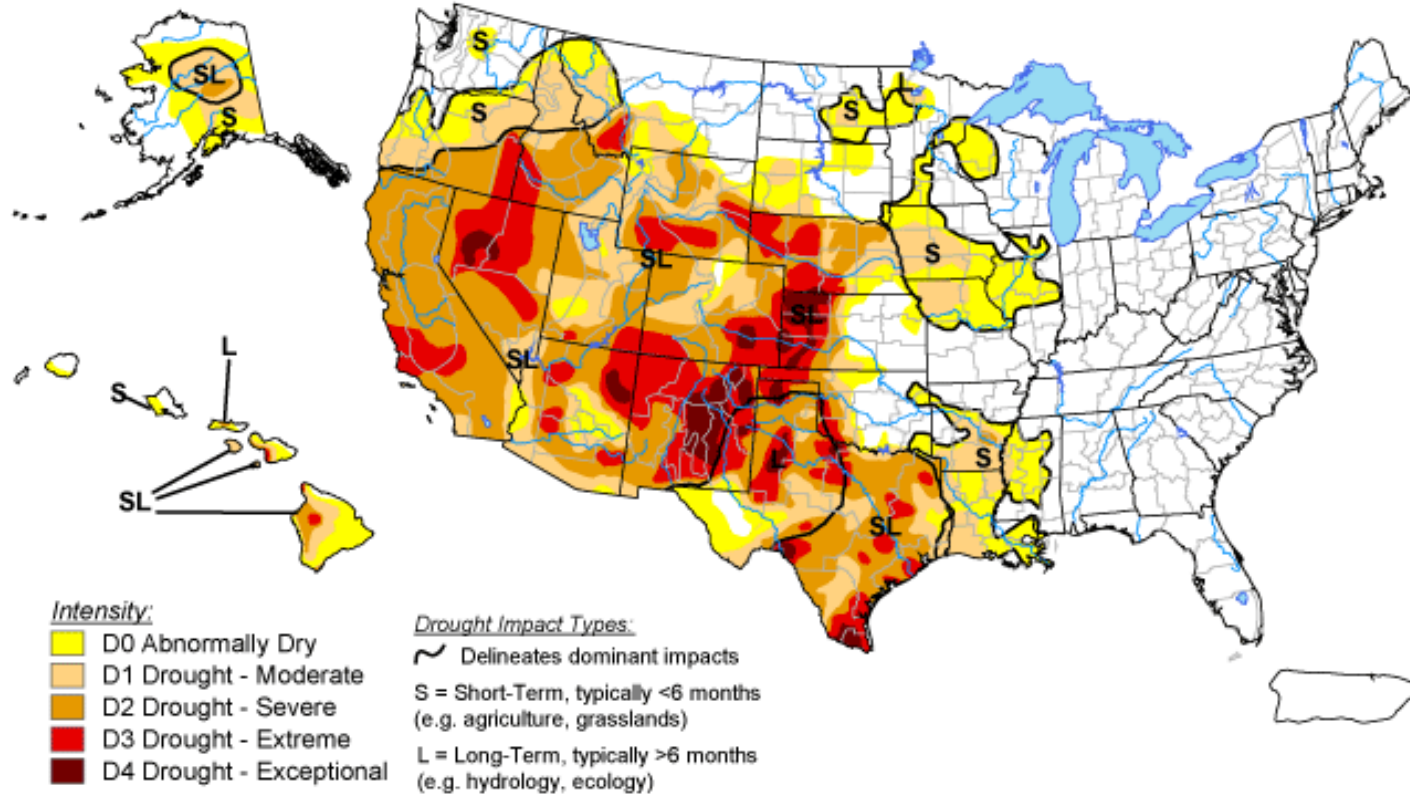 SL
S
S
S
S
S
SL
S
L
SL
SL
S
SL
L
S
SL
Intensity:
D0 Abnormally Dry
D1 Drought - Moderate
D2 Drought - Severe
D3 Drought - Extreme
D4 Drought - Exceptional
Drought Impact Types:
Delineates dominant impacts
S = Short-Term, typically <6 months
(e.g. agriculture, grasslands)
L = Long-Term, typically >6 months
(e.g. hydrology, ecology)